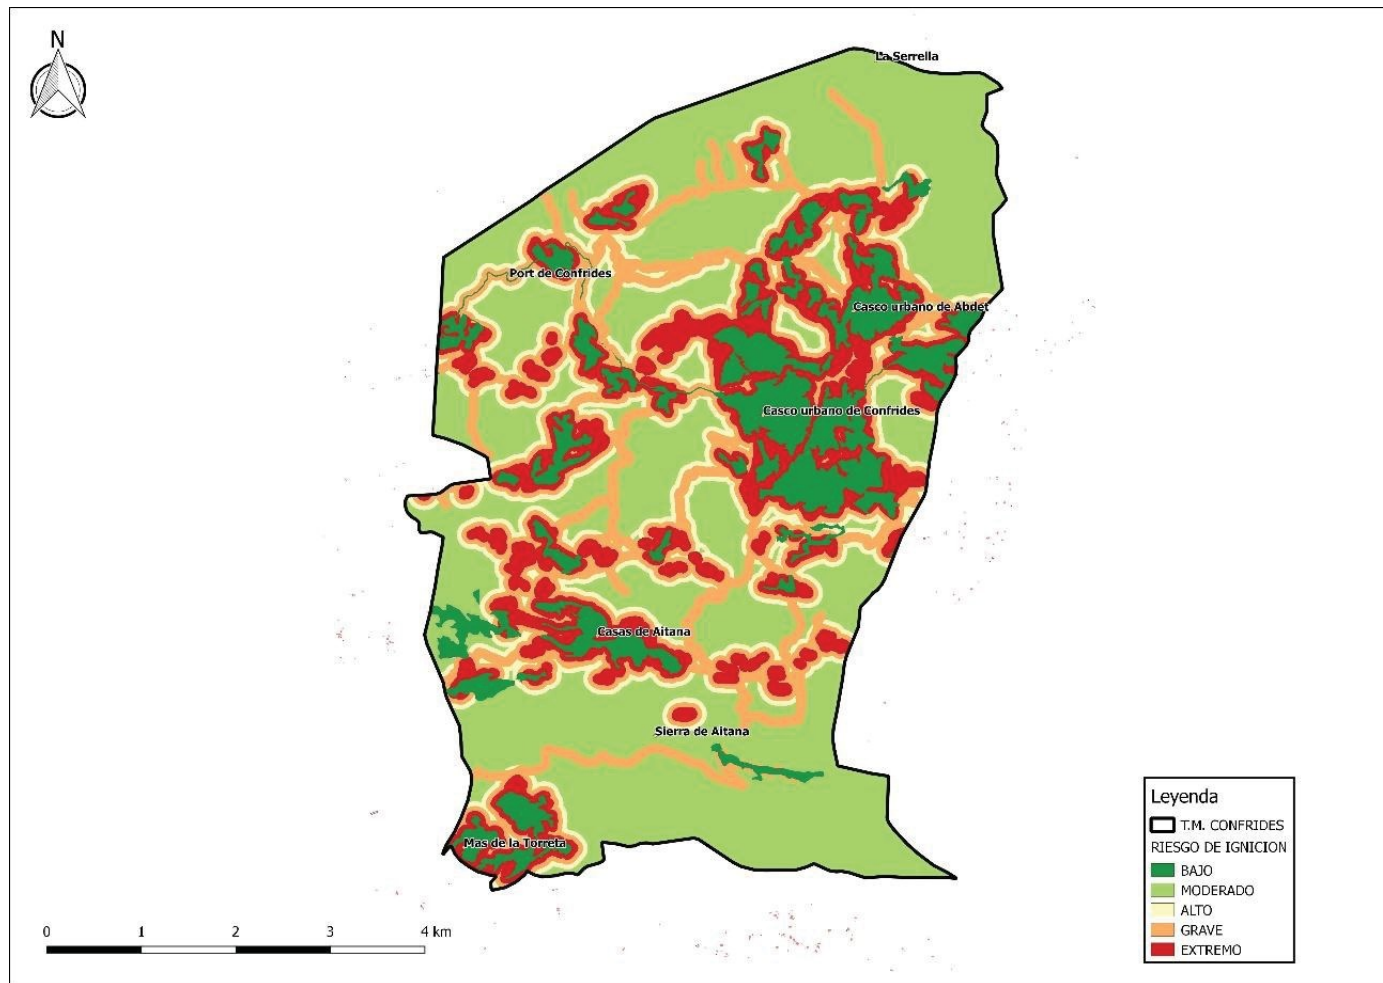 N
La Serrella
Port de Confrides
Casco urbano de Abdet
Casco urbano de Confrides
Casas de Aitana
Sierra de Aitana
Mas de la Torreta
0 1 2 3 4 km
Leyenda
T.M. CONFRIDES
RIESGO DE IGNICION
BAJO
MODERADO
ALTO
GRAVE
EXTREMO